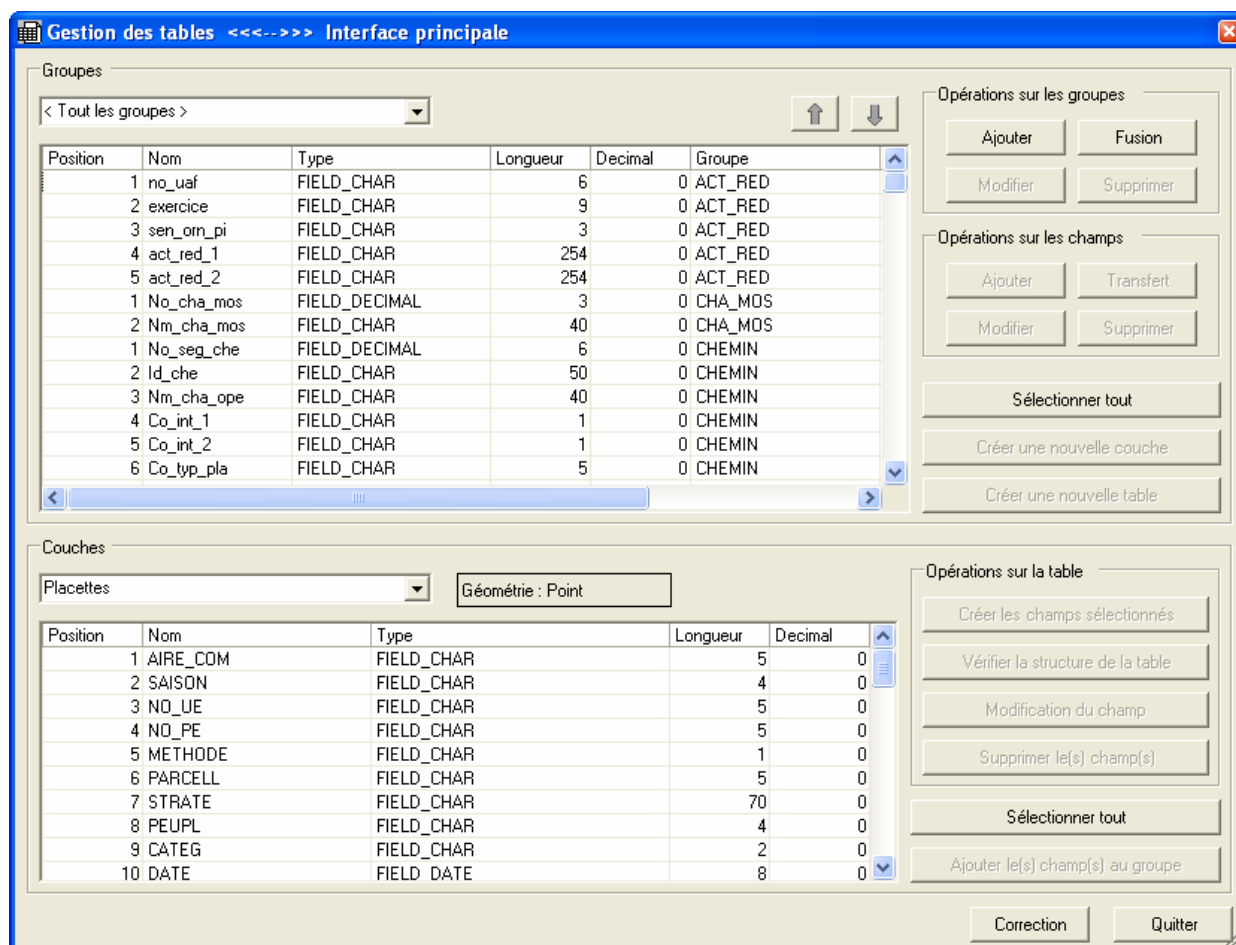 Gestion des tables <<<-->>> Interface principale
Groupes
< Tout les groupes >
Position Nom Type Longueur Decimal Groupe
1 no_uaf FIELD_CHAR 6 0 ACT_RED
2 exercice FIELD_CHAR 9 0 ACT_RED
3 sen_orn_pi FIELD_CHAR 3 0 ACT_RED
4 act_red_1 FIELD_CHAR 254 0 ACT_RED
5 act_red_2 FIELD_CHAR 254 0 ACT_RED
1 No_cha_mos FIELD_DECIMAL 3 0 CHA_MOS
2 Nm_cha_mos FIELD_CHAR 40 0 CHA_MOS
1 No_seg_che FIELD_DECIMAL 6 0 CHEMIN
2 Id_che FIELD_CHAR 50 0 CHEMIN
3 Nm_cha_ope FIELD_CHAR 40 0 CHEMIN
4 Co_int_1 FIELD_CHAR 1 0 CHEMIN
5 Co_int_2 FIELD_CHAR 1 0 CHEMIN
6 Co_typ_pla FIELD_CHAR 5 0 CHEMIN
Opérations sur les groupes
Ajouter Fusion
Modifier Supprimer
Opérations sur les champs
Ajouter Transfert
Modifier Supprimer
Sélectionner tout
Créer une nouvelle couche
Créer une nouvelle table
Couches
Placettes Géométrie : Point
Position Nom Type Longueur Decimal
1 AIRE_COM FIELD_CHAR 5 0
2 SAISON FIELD_CHAR 4 0
3 NO_UE FIELD_CHAR 5 0
4 NO_PE FIELD_CHAR 5 0
5 METHODE FIELD_CHAR 1 0
6 PARCELL FIELD_CHAR 5 0
7 STRATE FIELD_CHAR 70 0
8 PEUPL FIELD_CHAR 4 0
9 CATEG FIELD_CHAR 2 0
10 DATE FIELD_DATE 8 0
Opérations sur la table
Créer les champs sélectionnés
Vérifier la structure de la table
Modification du champ
Supprimer le(s) champ(s)
Sélectionner tout
Ajouter le(s) champ(s) au groupe
Correction Quitter